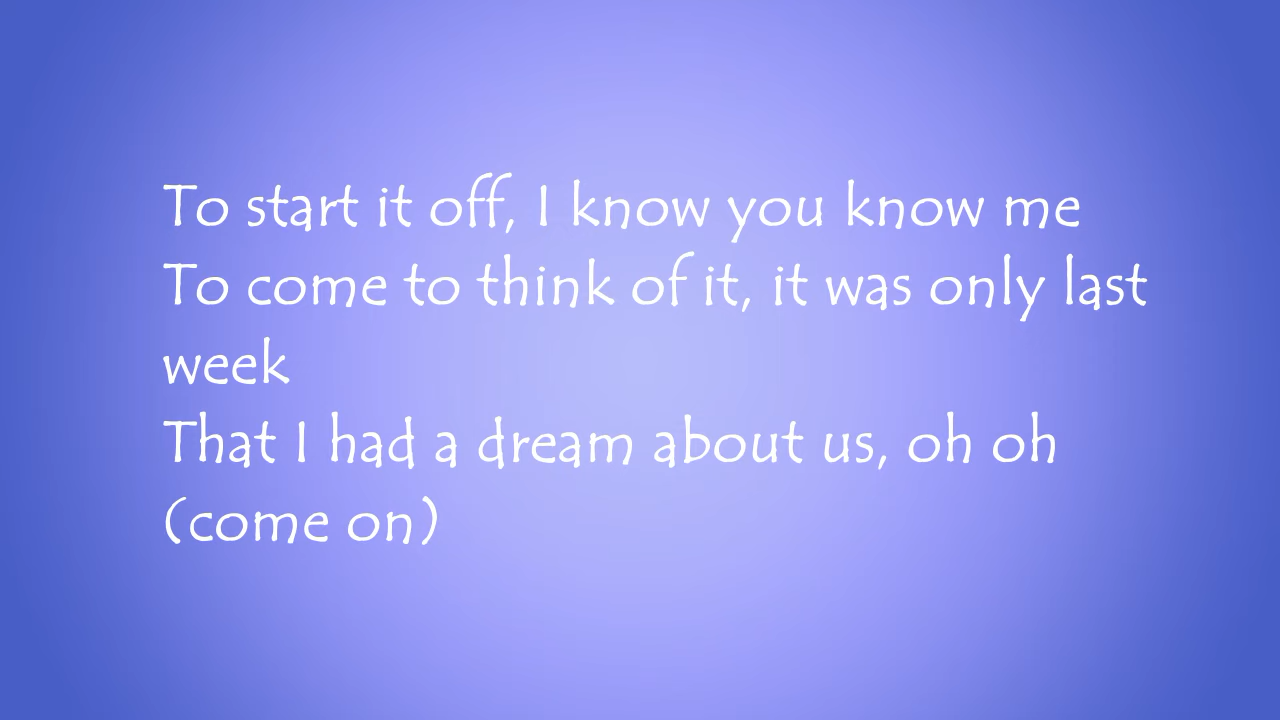 To start it off, I know you know me
To come to think of it, it was only last
week
That I had a dream about us, oh oh
(come on)